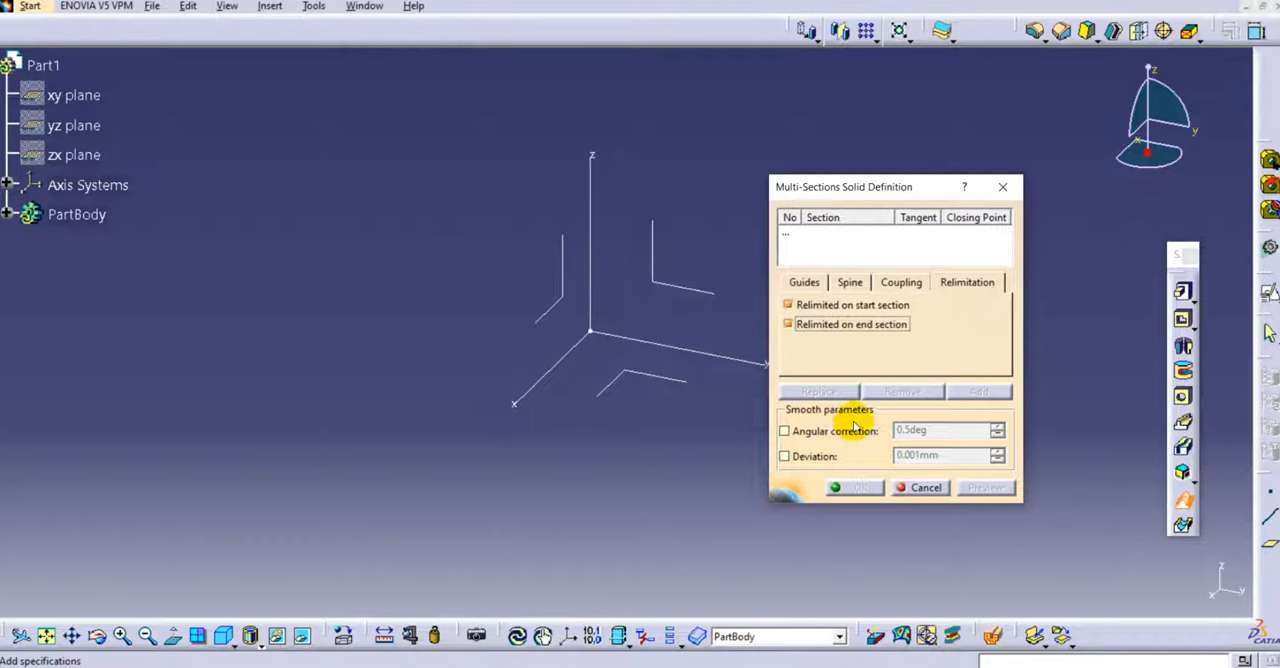 Start ENOVIA V5 VPM File Edit View Insert Tools Window Help
Part1
xy plane
yz plane
zx plane
Axis Systems
PartBody
z
z
y
x
Multi-Sections Solid Definition ? ×
No Section Tangent Closing Point
...
Guides Spine Coupling Relimitation
Relimited on start section
Relimited on end section
Replace Remove Add
Smooth parameters
Angular correction: 0.5deg
Deviation: 0.001mm
OK Cancel Preview
S
x
z
y
x y
10.1
PartBody
CATIA
Add specifications